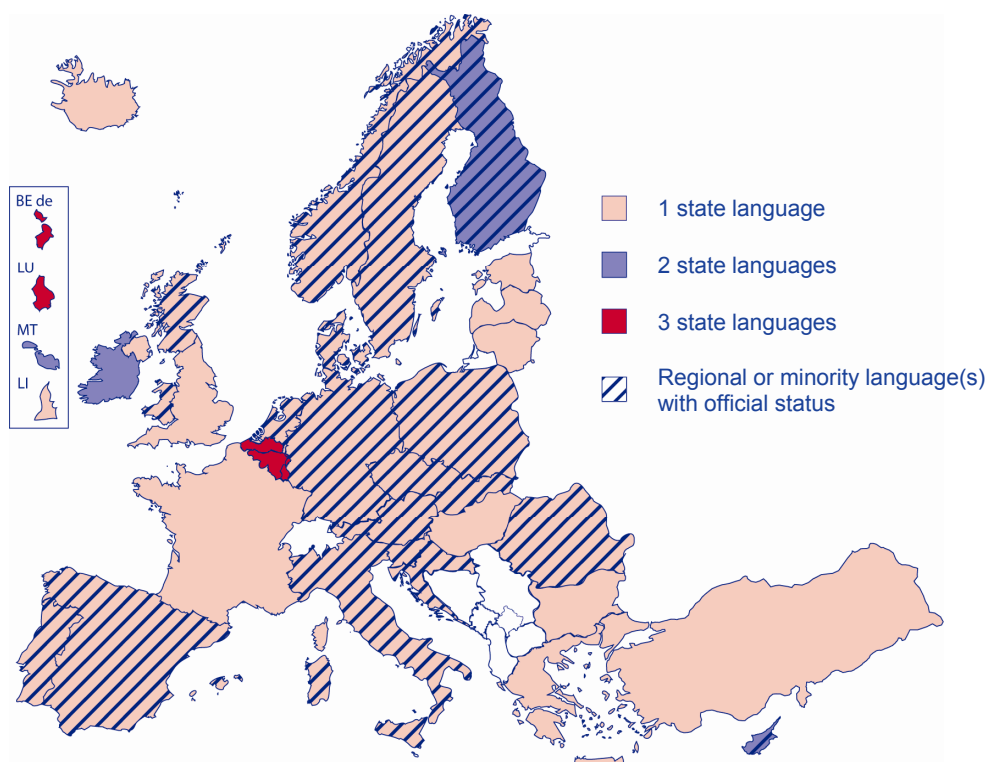 BE de
LU
MT
LI
1 state language
2 state languages
3 state languages
Regional or minority language(s)
with official status